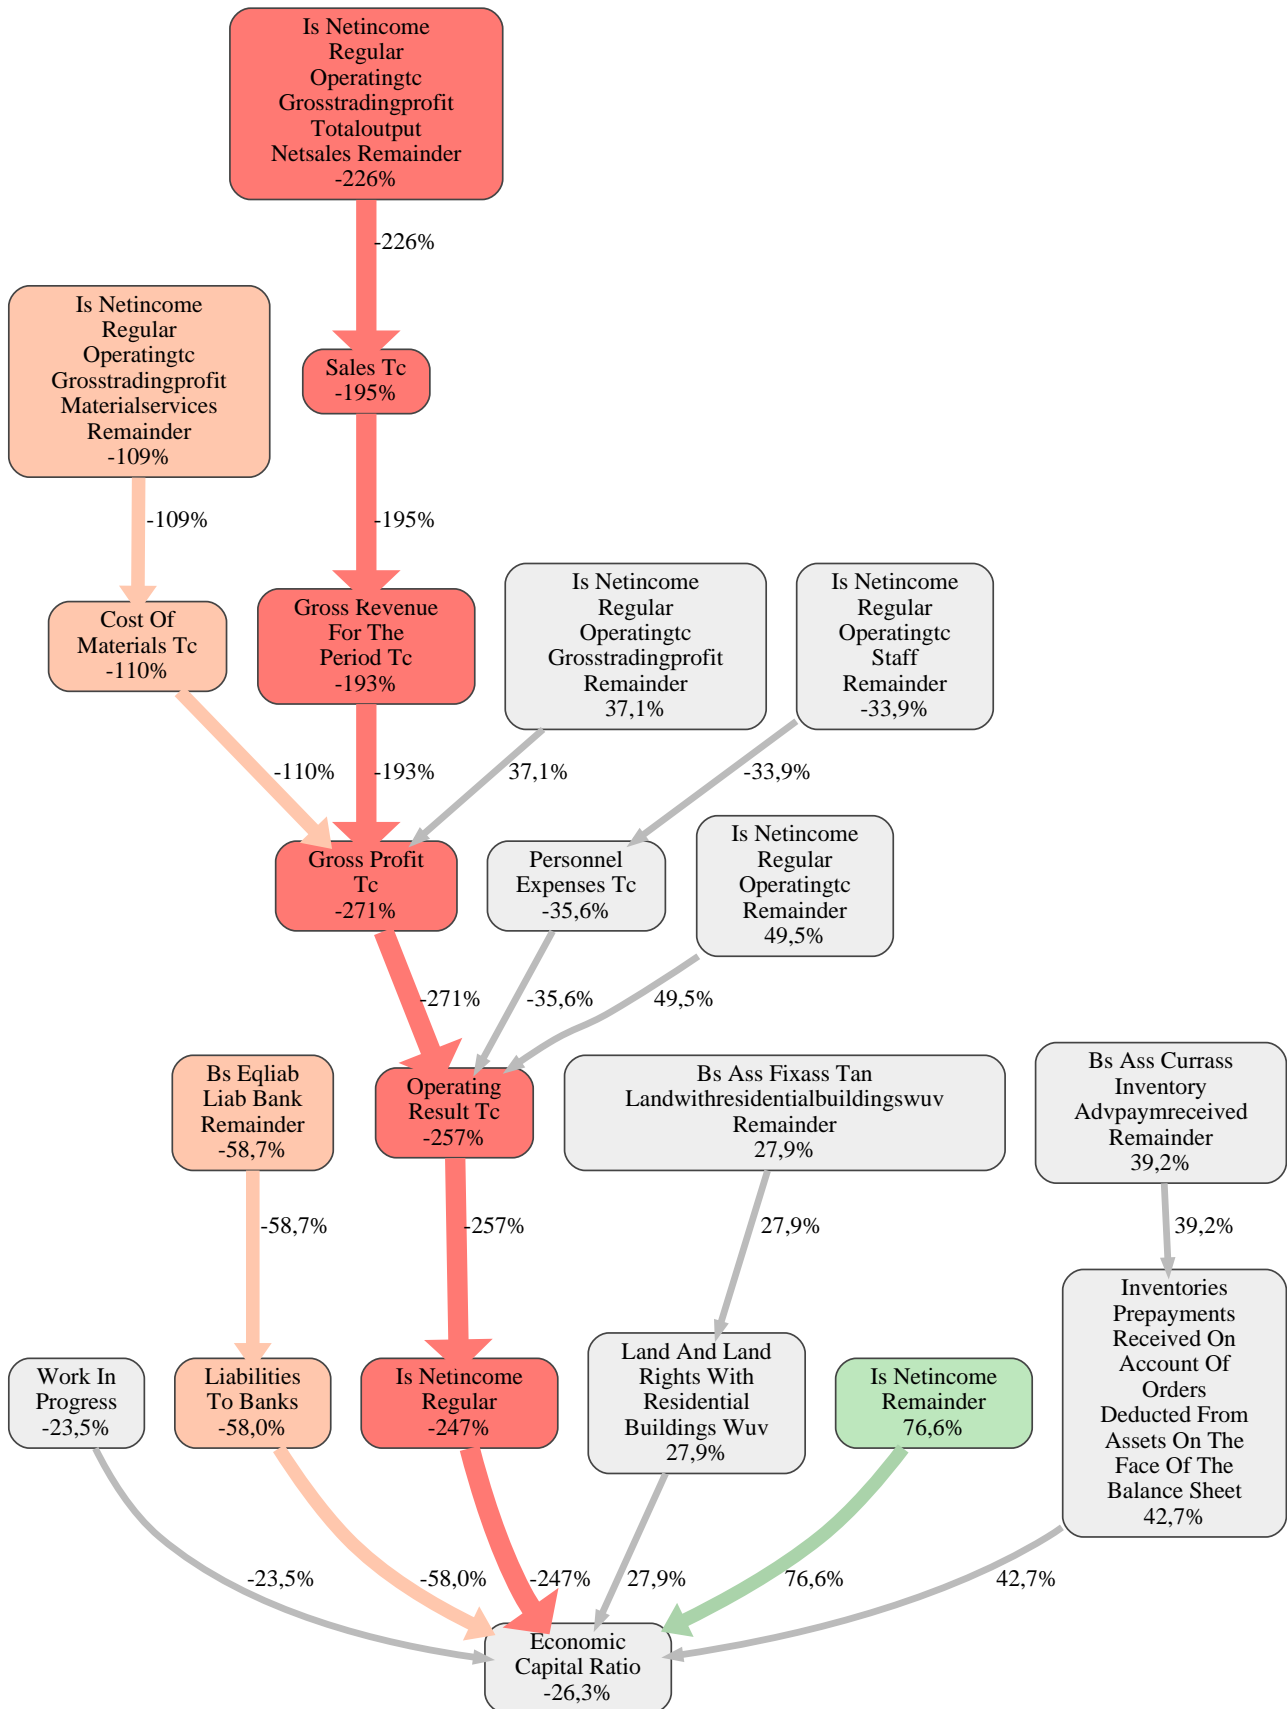 Is Netincome
Regular
Operatingtc
Grosstradingprofit
Totaloutput
Netsales Remainder
-226%
-226%
Is Netincome
Regular
Operatingtc
Grosstradingprofit
Materialservices
Remainder
-109%
Sales Tc
-195%
-109%
-195%
Cost Of
Materials Tc
-110%
Gross Revenue
For The
Period Tc
-193%
Is Netincome
Regular
Operatingtc
Grosstradingprofit
Remainder
37,1%
Is Netincome
Regular
Operatingtc
Staff
Remainder
-33,9%
-110%
-193%
37,1%
-33,9%
Gross Profit
Tc
-271%
Personnel
Expenses Tc
-35,6%
Is Netincome
Regular
Operatingtc
Remainder
49,5%
-271%
-35,6%
49,5%
Bs Eqliab
Liab Bank
Remainder
-58,7%
Operating
Result Tc
-257%
Bs Ass Fixass Tan
Landwithresidentialbuildingswuv
Remainder
27,9%
Bs Ass Currass
Inventory
Advpaymreceived
Remainder
39,2%
-58,7%
-257%
27,9%
39,2%
Work In
Progress
-23,5%
Liabilities
To Banks
-58,0%
Is Netincome
Regular
-247%
Land And Land
Rights With
Residential
Buildings Wuv
27,9%
Is Netincome
Remainder
76,6%
Inventories
Prepayments
Received On
Account Of
Orders
Deducted From
Assets On The
Face Of The
Balance Sheet
42,7%
-23,5%
-58,0%
-247%
27,9%
76,6%
42,7%
Economic
Capital Ratio
-26,3%